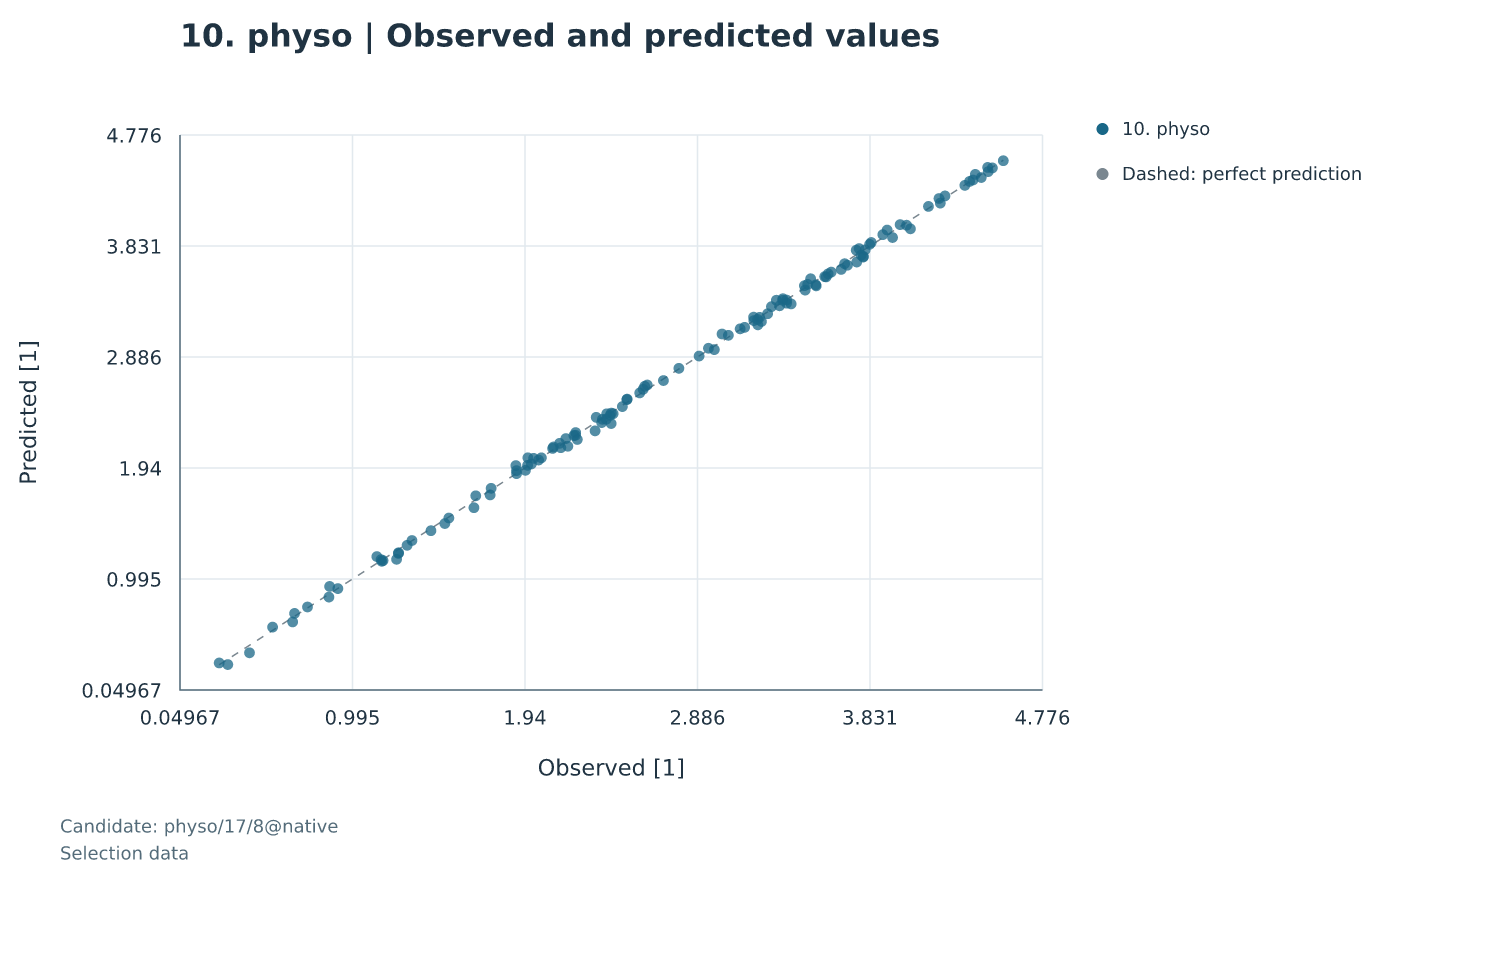 10. physo | Observed and predicted values
10. physo
Dashed: perfect prediction
Predicted [1]
4.776
3.831
2.886
1.94
0.995
0.04967
0.04967 0.995 1.94 2.886 3.831 4.776
Observed [1]
Candidate: physo/17/8@native
Selection data